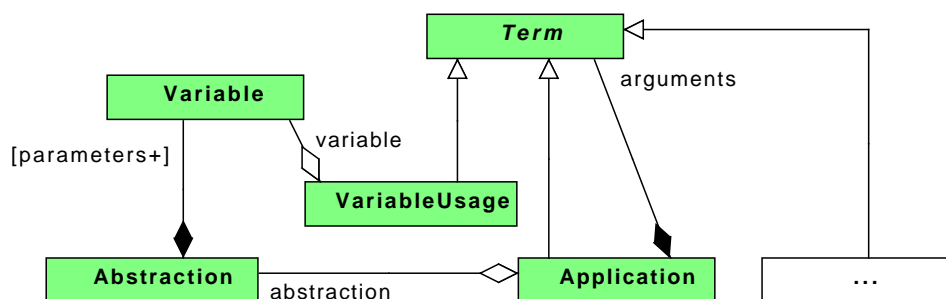 Term
arguments
Variable
variable
[parameters+]
VariableUsage
Abstraction
abstraction
Application
...